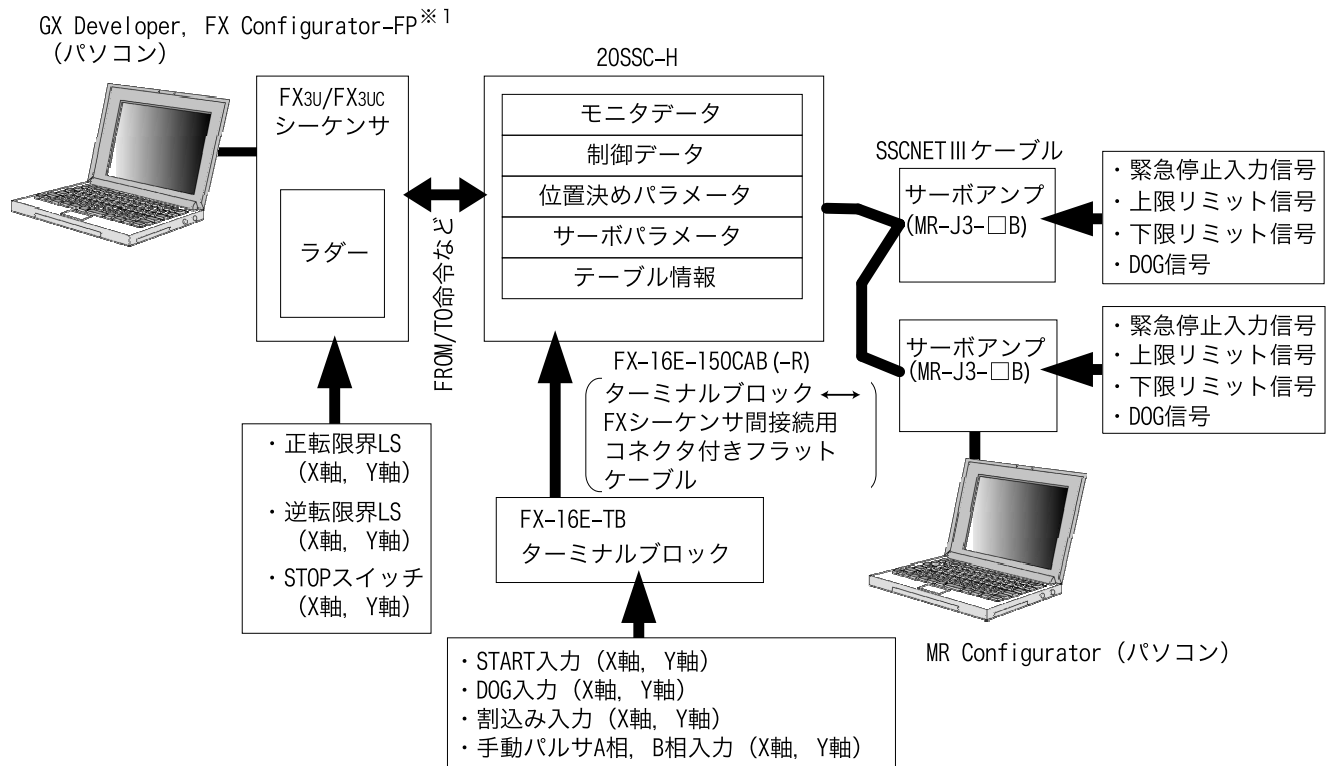 GX Developer, FX Configurator-FP※1
(パソコン)
FX3U/FX3UC
シーケンサ
ラダー
FROM/TO命令など
20SSC-H
モニタデータ
制御データ
位置決めパラメータ
サーボパラメータ
テーブル情報
SSCNETⅢケーブル
サーボアンプ
(MR-J3-□B)
・緊急停止入力信号
・上限リミット信号
・下限リミット信号
・DOG信号
サーボアンプ
(MR-J3-□B)
・緊急停止入力信号
・上限リミット信号
・下限リミット信号
・DOG信号
FX-16E-150CAB(-R)
ターミナルブロック ⟷
FXシーケンサ間接続用
コネクタ付きフラット
ケーブル
・正転限界LS
(X軸, Y軸)
・逆転限界LS
(X軸, Y軸)
・STOPスイッチ
(X軸, Y軸)
FX-16E-TB
ターミナルブロック
・START入力 (X軸, Y軸)
・DOG入力 (X軸, Y軸)
・割込み入力 (X軸, Y軸)
・手動パルサA相, B相入力 (X軸, Y軸)
MR Configurator (パソコン)